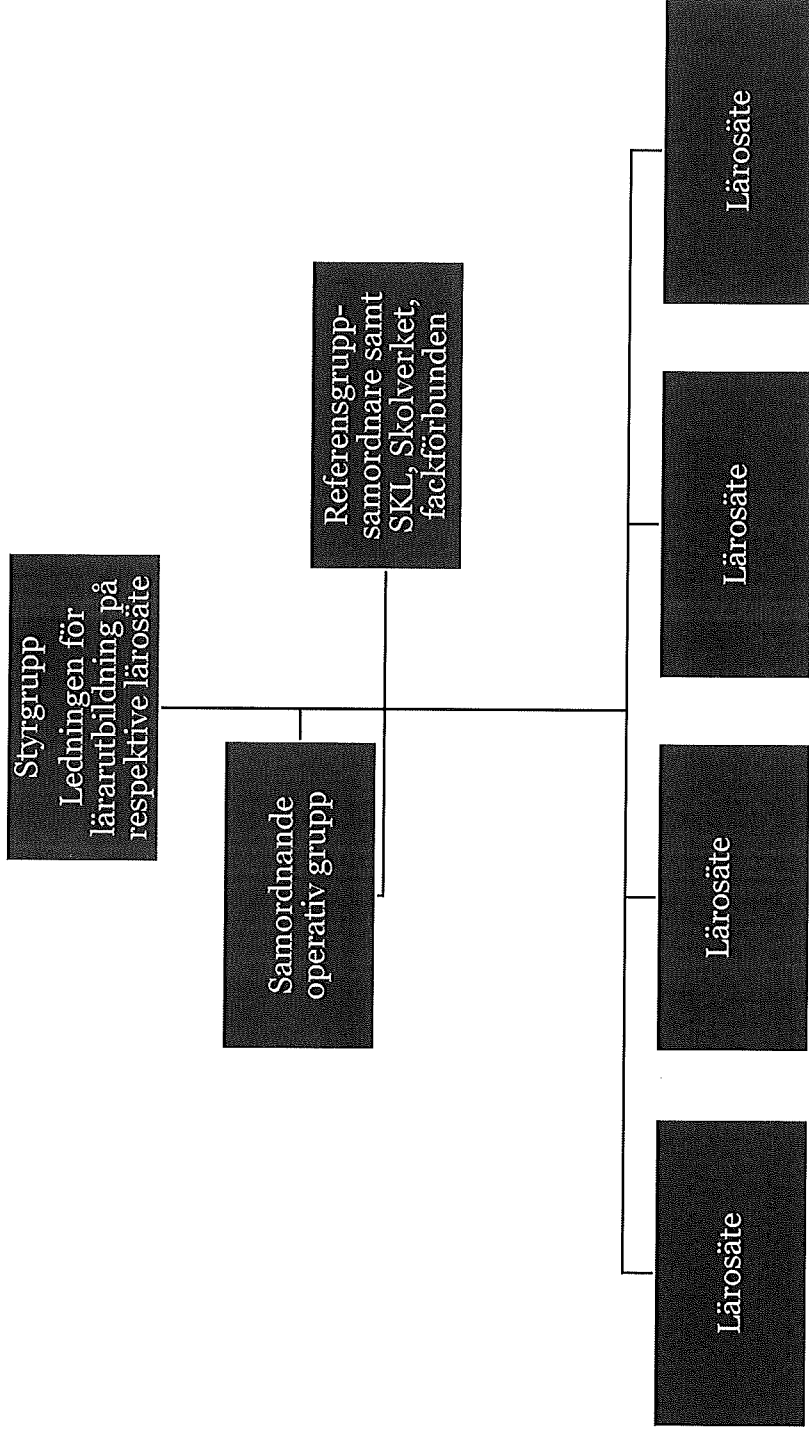 Styrgrupp
Ledningen för
lärarutbildning på
respektive lärosäte
Samordnande
operativ grupp
Referensgrupp-
samordnare samt
SKL, Skolverket,
fackförbunden
Lärosäte
Lärosäte
Lärosäte
Lärosäte